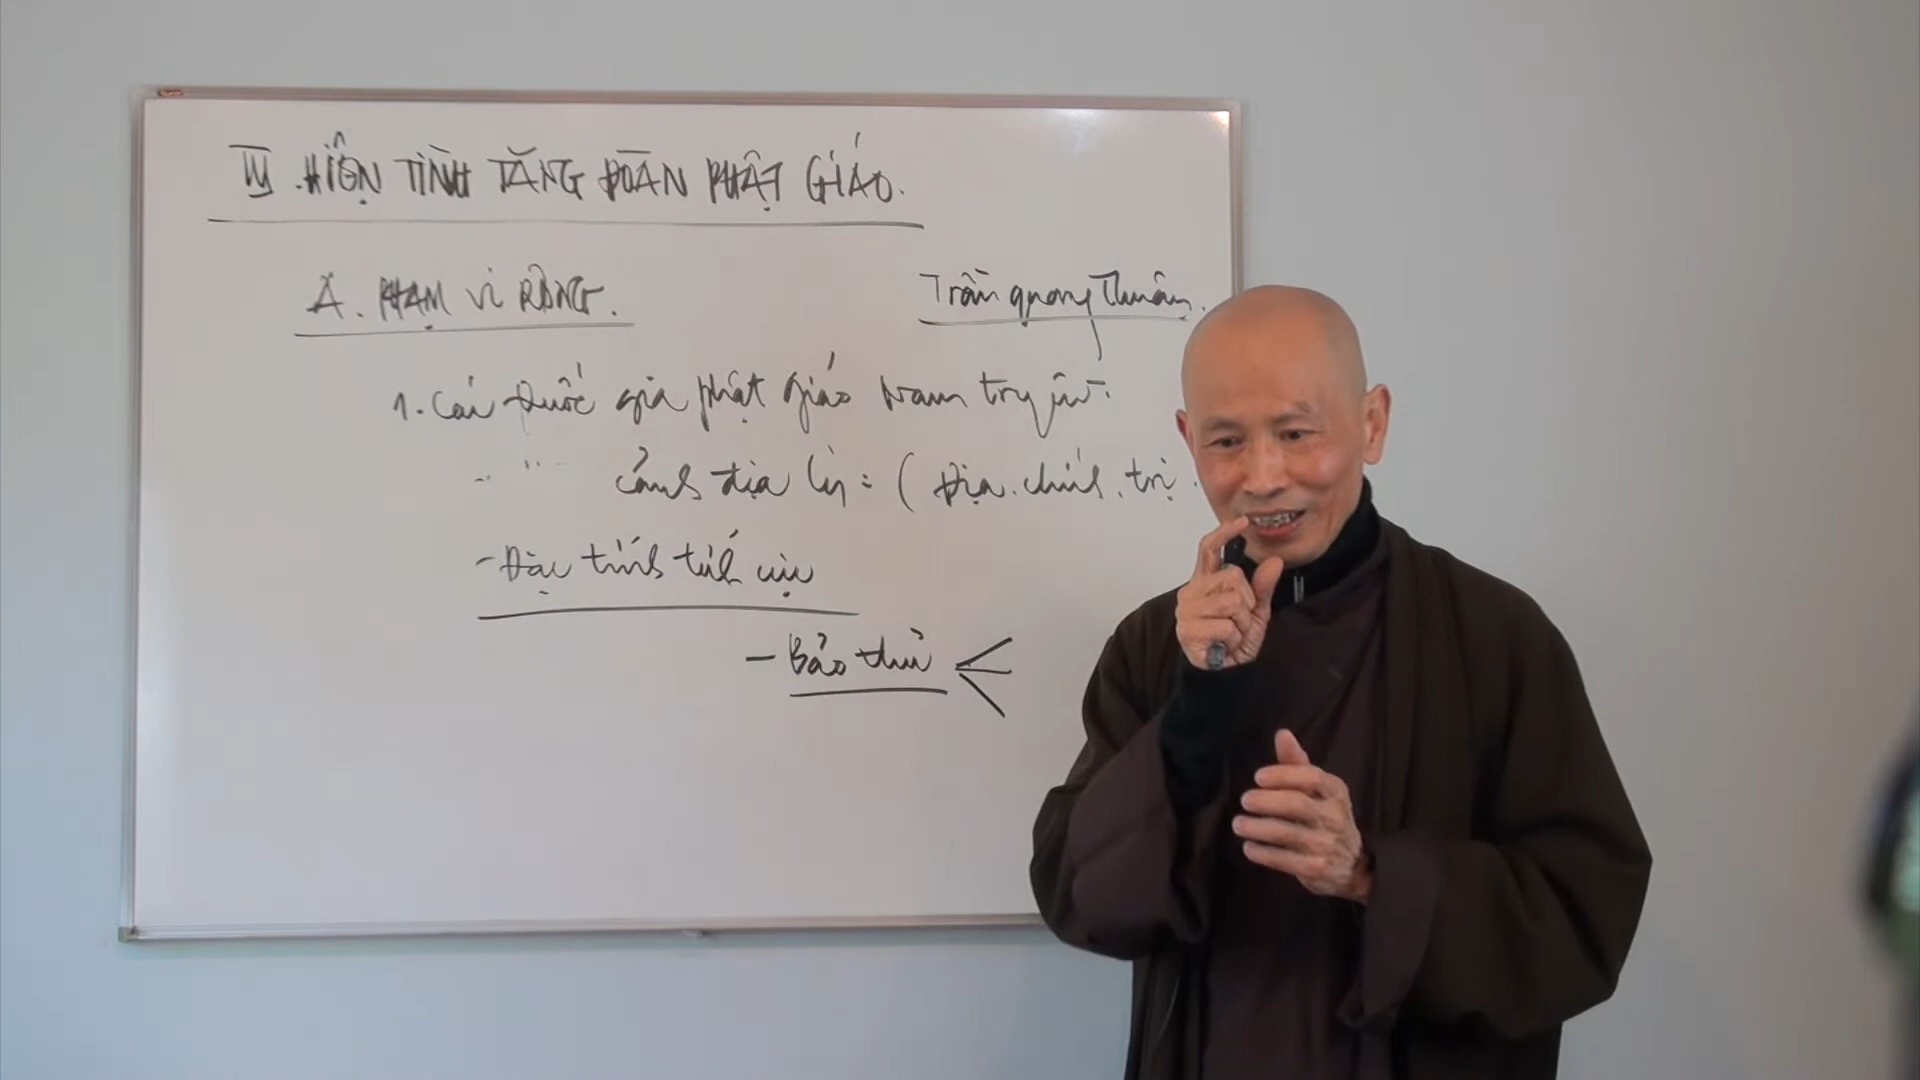 IV. HIỆN TÌNH TĂNG ĐOÀN PHẬT GIÁO.
A. PHẠM VI RỘNG.
Trần quang Thuận.
1. Các Quốc gia phật giáo Nam truyền:
" " cảnh địa lý = ( Địa. chính. trị.
- Đặc tính tích cực
- Bảo thủ